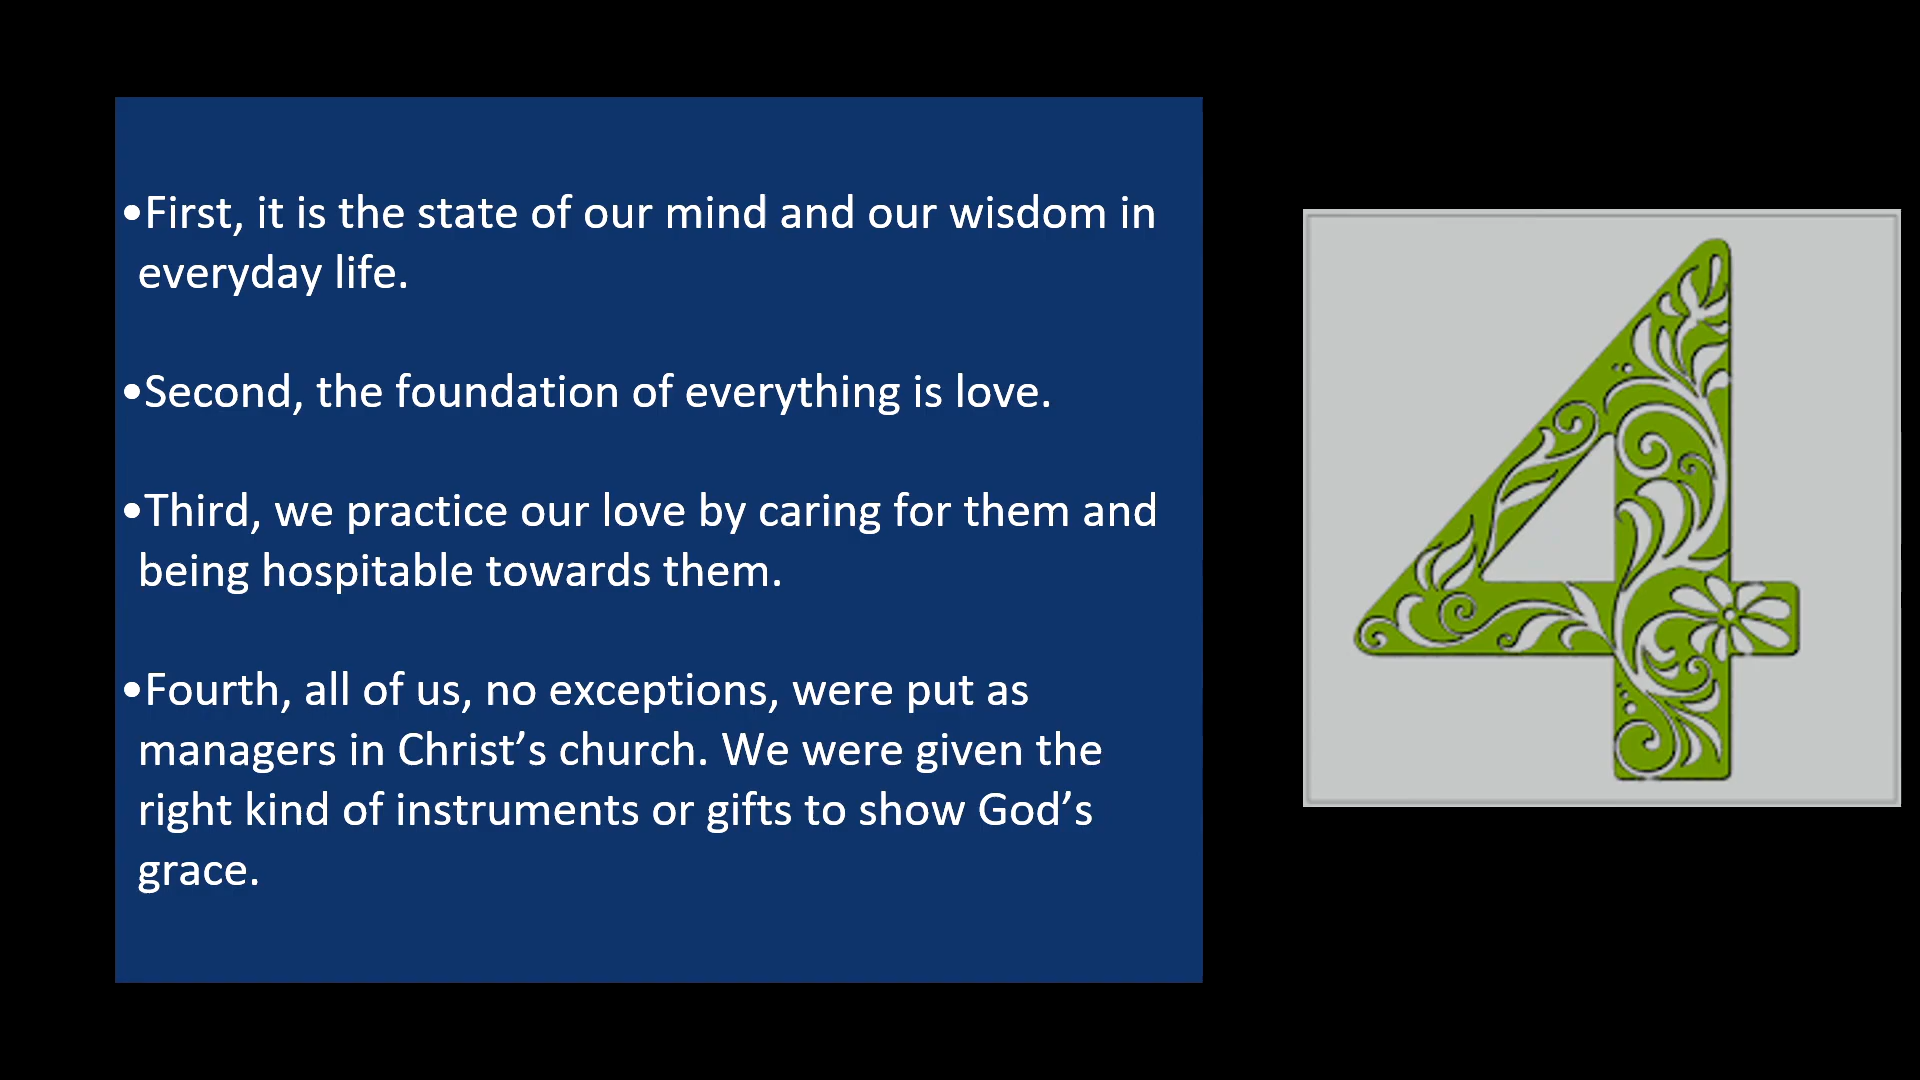 •First, it is the state of our mind and our wisdom in
everyday life.
•Second, the foundation of everything is love.
•Third, we practice our love by caring for them and
being hospitable towards them.
•Fourth, all of us, no exceptions, were put as
managers in Christ’s church. We were given the
right kind of instruments or gifts to show God’s
grace.
4